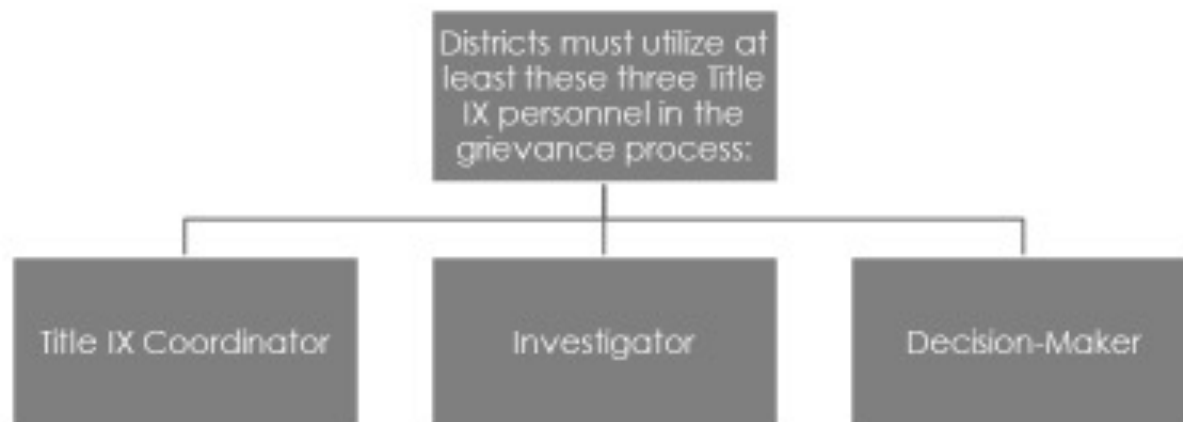 Districts must utilize at
least these three Title
IX personnel in the
grievance process:
Title IX Coordinator
Investigator
Decision-Maker